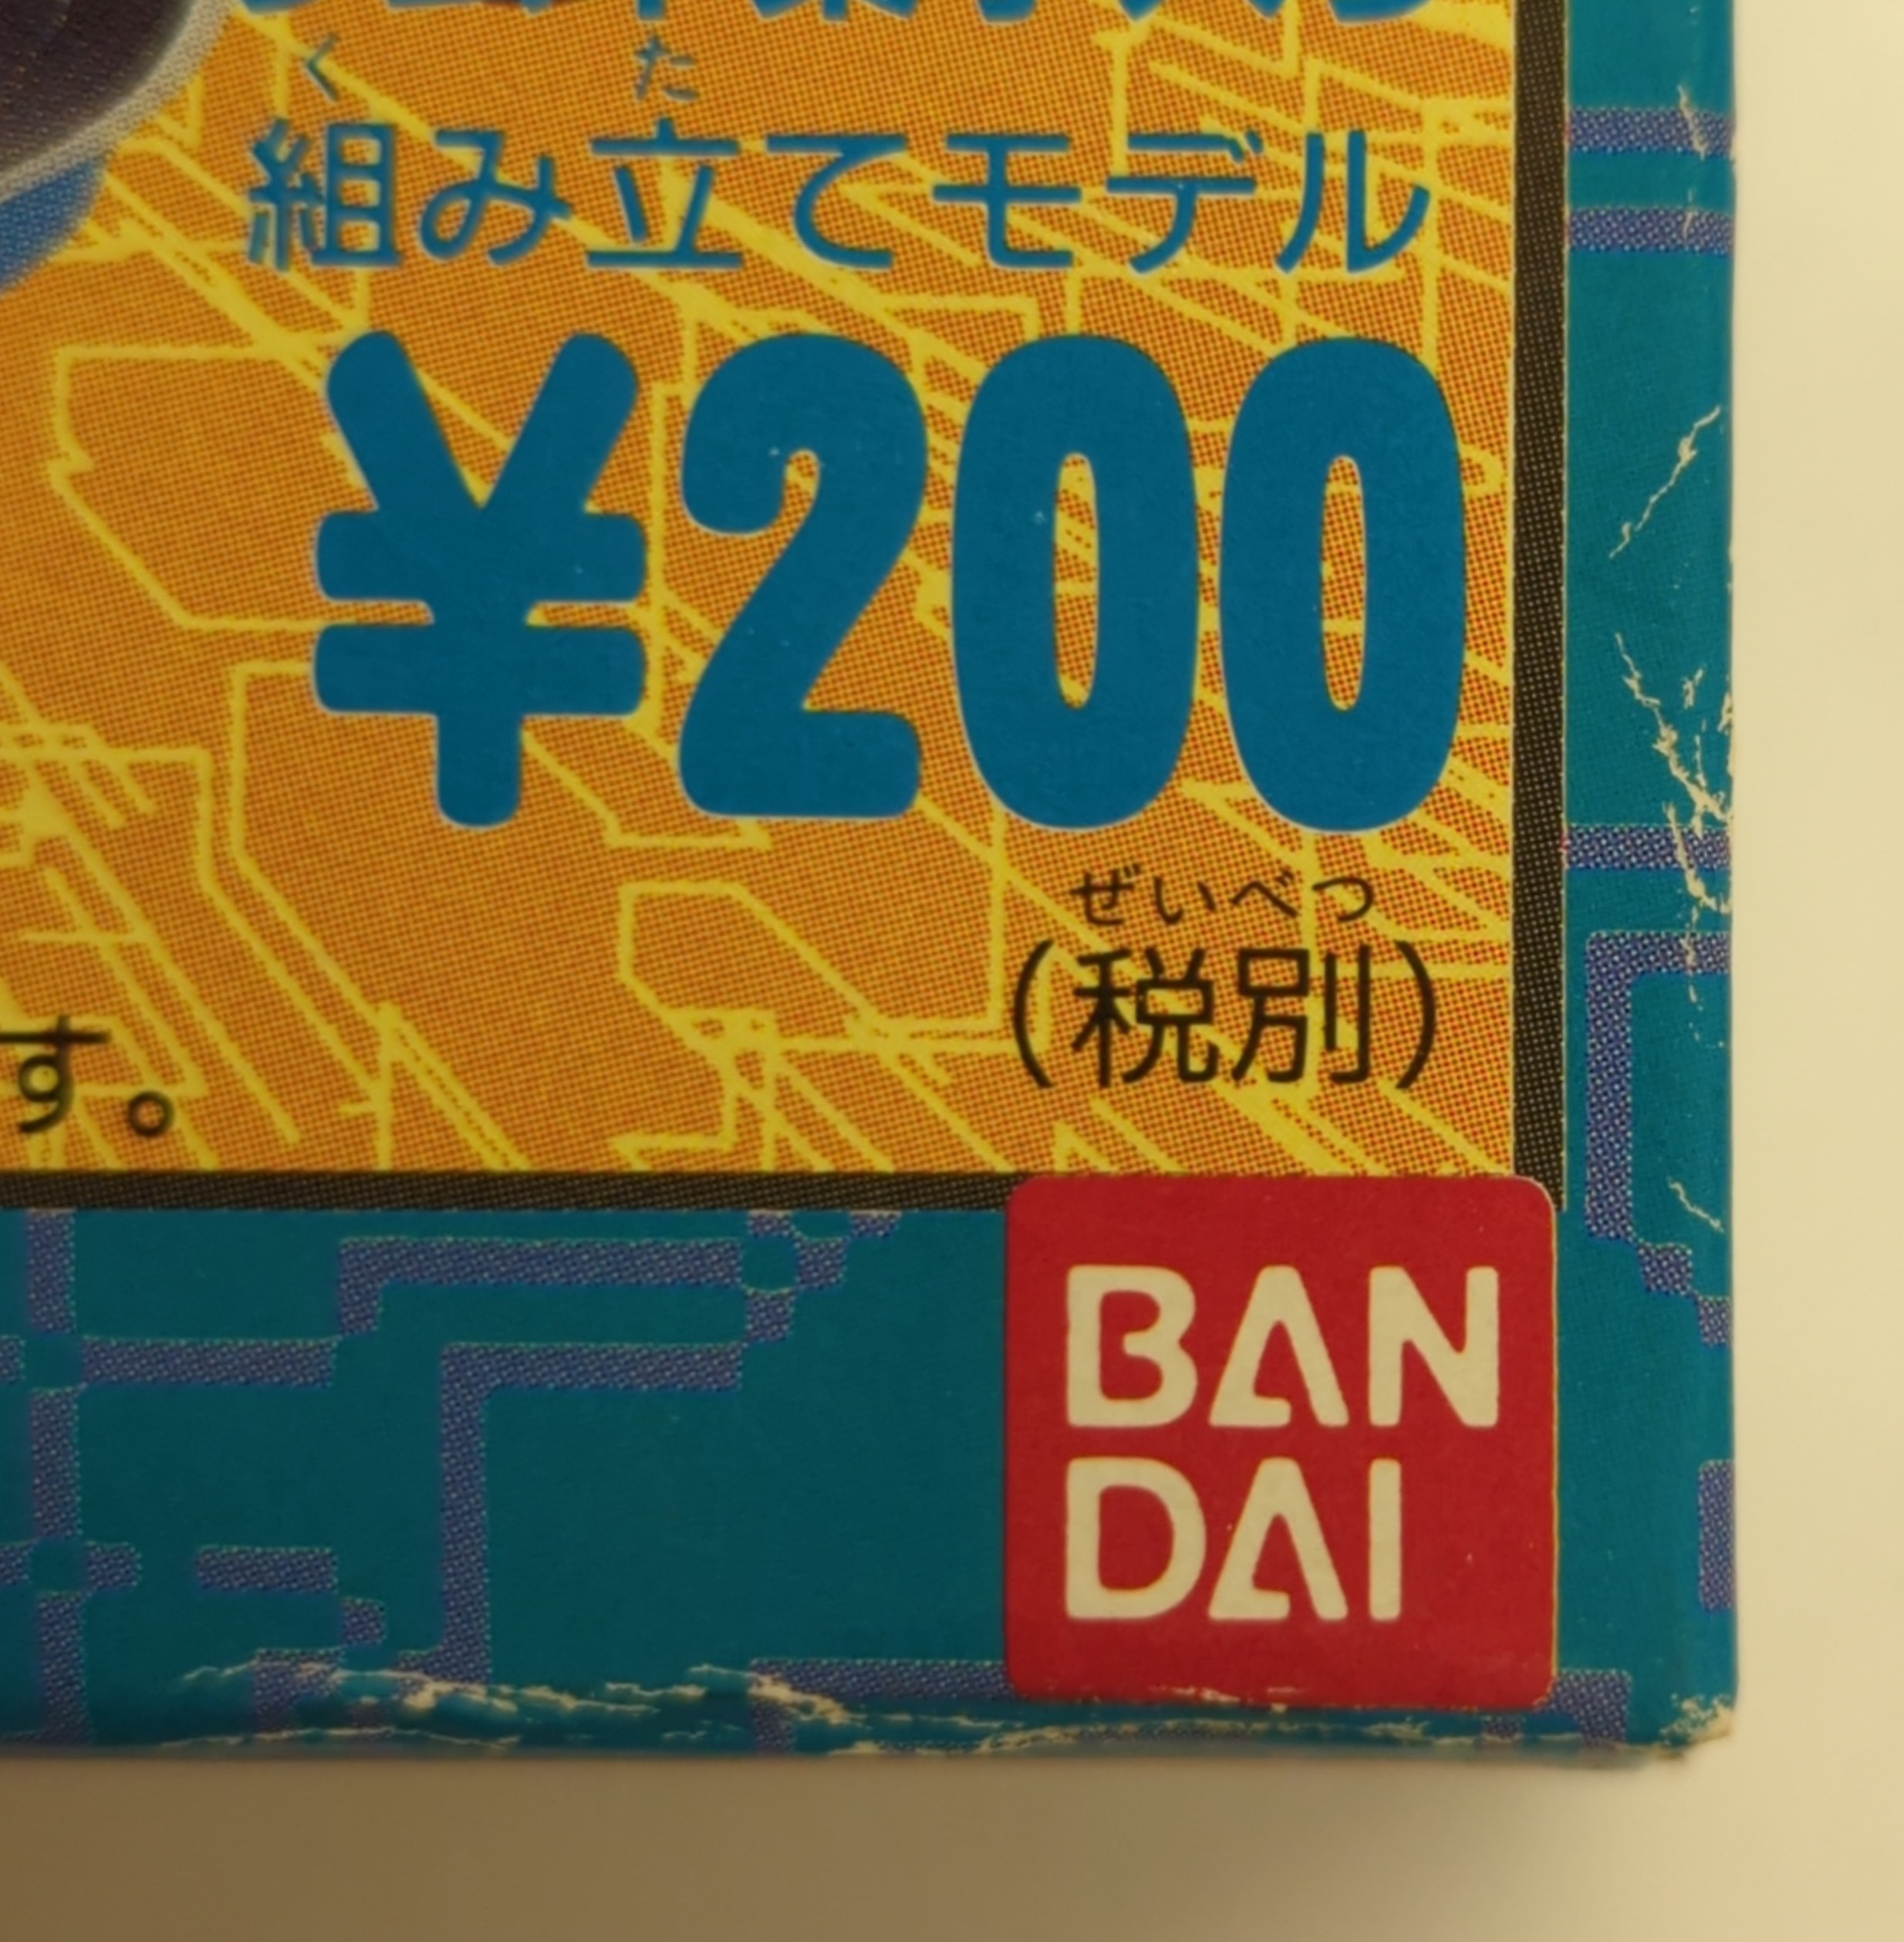 く た
組み立てモデル
¥200
ぜいべつ
(税別)
す。
BAN
DAI